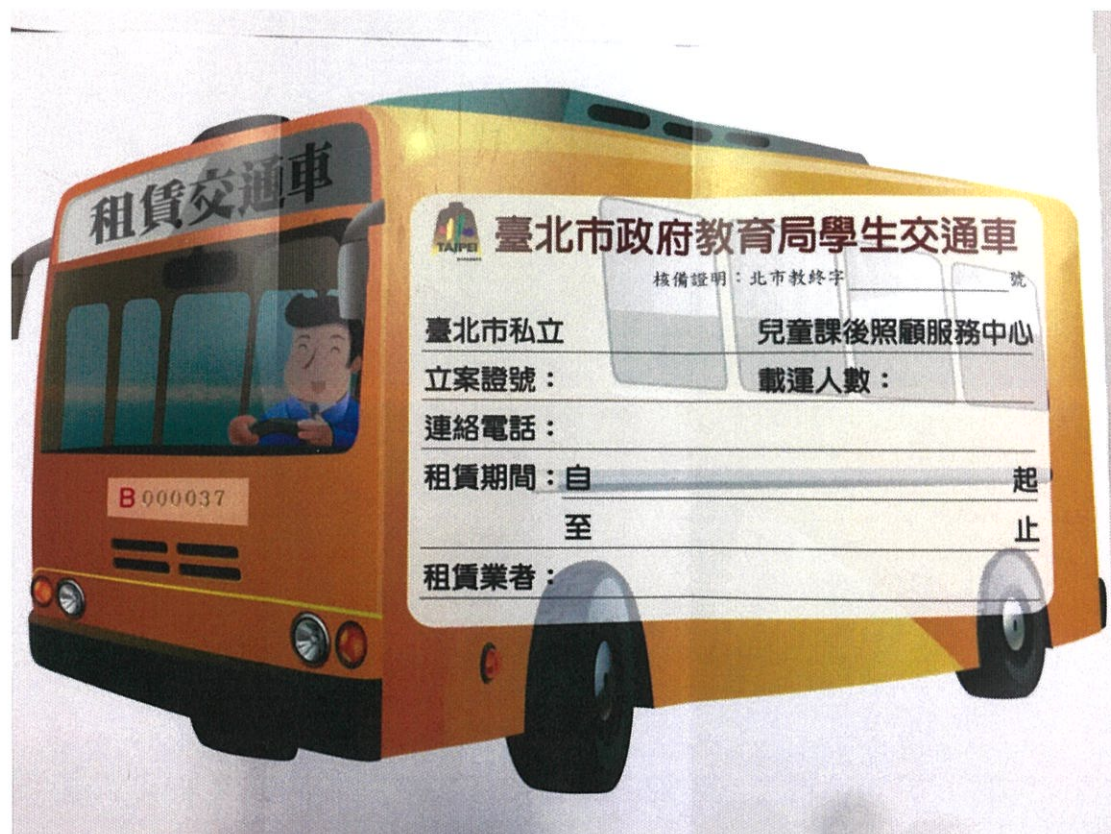 租賃交通車
TAIPEI
臺北市政府教育局學生交通車
核備證明：北市教終字 號
臺北市私立 兒童課後照顧服務中心
立案證號： 載運人數：
連絡電話：
租賃期間：自 起
至 止
租賃業者：
B 000037